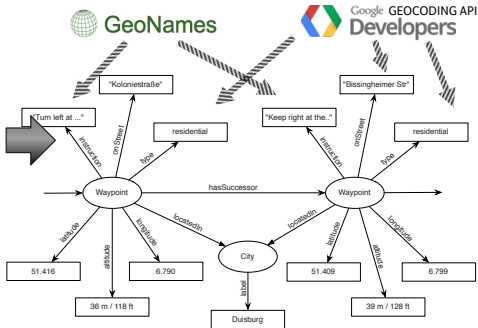 GeoNames
Google GEOCODING API
Developers
"Koloniestraße"
"Bissingheimer Str"
"Turn left at ..."
residential
"Keep right at the.."
residential
instruction
onStreet
type
instruction
onStreet
type
Waypoint
hasSuccessor
Waypoint
latitude
altitude
longitude
locatedIn
locatedIn
latitude
altitude
longitude
City
51.416
6.790
51.409
6.799
label
36 m / 118 ft
39 m / 128 ft
Duisburg